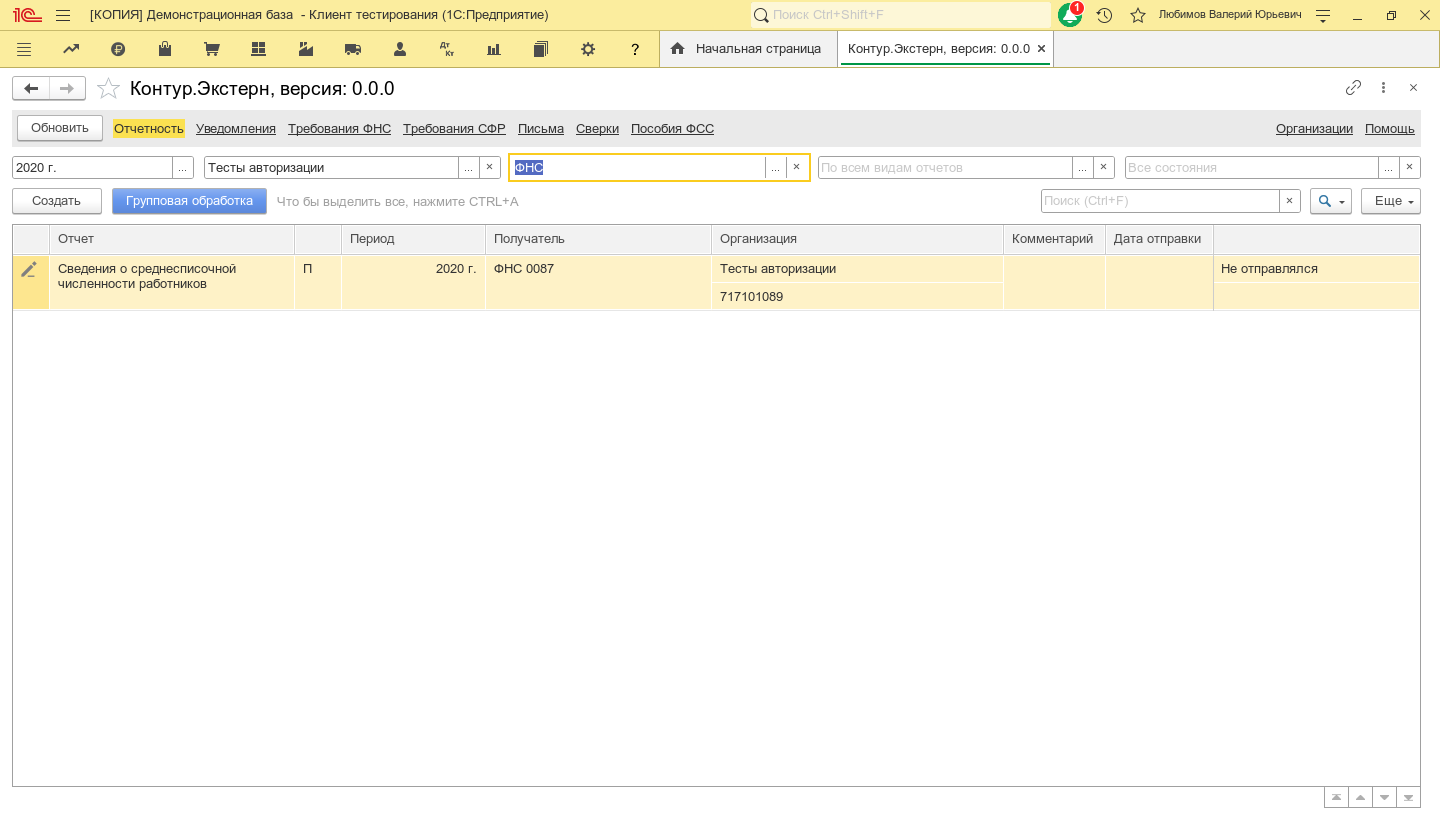 1С [КОПИЯ] Демонстрационная база - Клиент тестирования (1С:Предприятие) Поиск Ctrl+Shift+F 1 Любимов Валерий Юрьевич
Дт Кт ? Начальная страница Контур.Экстерн, версия: 0.0.0
Контур.Экстерн, версия: 0.0.0
Обновить Отчетность Уведомления Требования ФНС Требования СФР Письма Сверки Пособия ФСС Организации Помощь
2020 г. ... Тесты авторизации ... × ФНС ... × По всем видам отчетов ... × Все состояния ... ×
Создать Групповая обработка Что бы выделить все, нажмите CTRL+A Поиск (Ctrl+F) × Еще
Отчет Период Получатель Организация Комментарий Дата отправки
Сведения о среднесписочной П 2020 г. ФНС 0087 Тесты авторизации Не отправлялся
численности работников
717101089